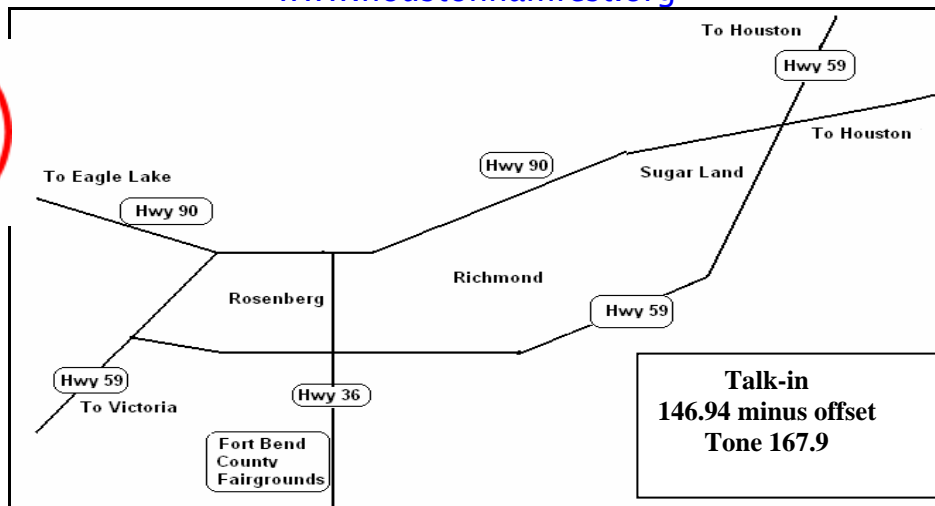 To Houston
Hwy 59
To Houston
Hwy 90
Sugar Land
To Eagle Lake
Hwy 90
Richmond
Rosenberg
Hwy 59
Hwy 59
To Victoria
Hwy 36
Fort Bend
County
Fairgrounds
Talk-in
146.94 minus offset
Tone 167.9